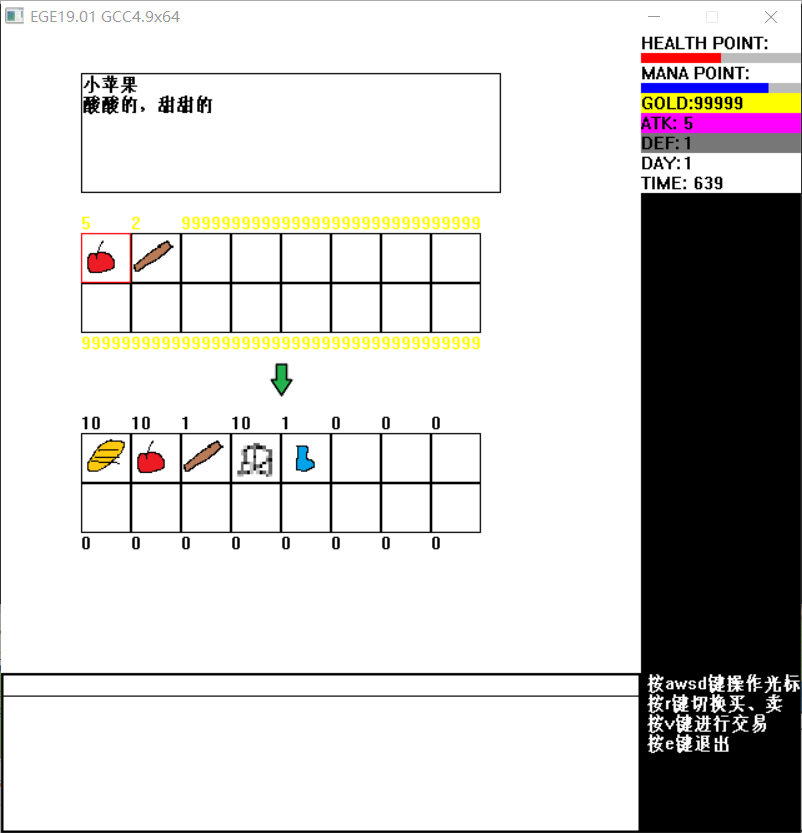 EGE19.01 GCC4.9x64
HEALTH POINT:
MANA POINT:
GOLD:99999
ATK: 5
DEF:1
DAY:1
TIME: 639
小苹果
酸酸的，甜甜的
5 2 999999999999999999999999999999
9999999999999999999999999999999999999999
10 10 1 10 1 0 0 0
0 0 0 0 0 0 0 0
按awsd键操作光标
按r键切换买、卖
按v键进行交易
按e键退出